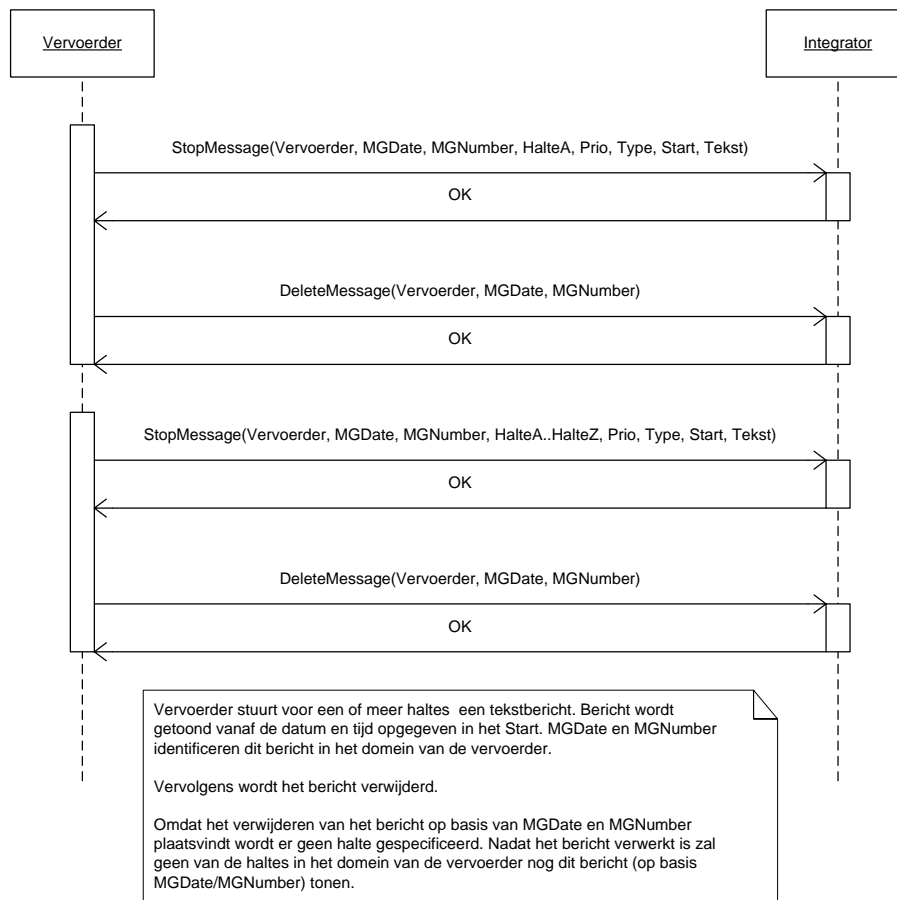 Vervoerder
Integrator
StopMessage(Vervoerder, MGDate, MGNumber, HalteA, Prio, Type, Start, Tekst)
OK
DeleteMessage(Vervoerder, MGDate, MGNumber)
OK
StopMessage(Vervoerder, MGDate, MGNumber, HalteA..HalteZ, Prio, Type, Start, Tekst)
OK
DeleteMessage(Vervoerder, MGDate, MGNumber)
OK
Vervoerder stuurt voor een of meer haltes  een tekstbericht. Bericht wordt
getoond vanaf de datum en tijd opgegeven in het Start. MGDate en MGNumber
identificeren dit bericht in het domein van de vervoerder.
Vervolgens wordt het bericht verwijderd.
Omdat het verwijderen van het bericht op basis van MGDate en MGNumber
plaatsvindt wordt er geen halte gespecificeerd. Nadat het bericht verwerkt is zal
geen van de haltes in het domein van de vervoerder nog dit bericht (op basis
MGDate/MGNumber) tonen.